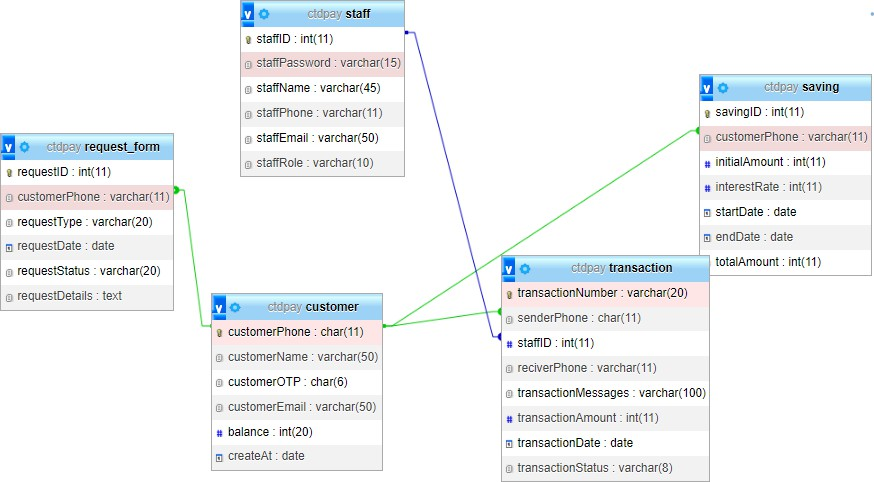 ctdpay staff
staffID : int(11)
staffPassword : varchar(15)
staffName : varchar(45)
staffPhone : varchar(11)
staffEmail : varchar(50)
staffRole : varchar(10)
ctdpay saving
savingID : int(11)
customerPhone : varchar(11)
initialAmount : int(11)
interestRate : int(11)
startDate : date
endDate : date
totalAmount : int(11)
ctdpay request_form
requestID : int(11)
customerPhone : varchar(11)
requestType : varchar(20)
requestDate : date
requestStatus : varchar(20)
requestDetails : text
ctdpay transaction
transactionNumber : varchar(20)
senderPhone : char(11)
staffID : int(11)
reciverPhone : varchar(11)
transactionMessages : varchar(100)
transactionAmount : int(11)
transactionDate : date
transactionStatus : varchar(8)
ctdpay customer
customerPhone : char(11)
customerName : varchar(50)
customerOTP : char(6)
customerEmail : varchar(50)
balance : int(20)
createAt : date